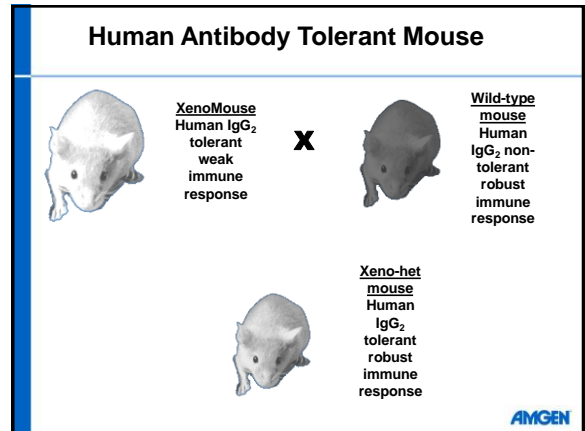 Human Antibody Tolerant Mouse
XenoMouse
Human IgG₂
tolerant
weak
immune
response
X
Wild-type
mouse
Human
IgG₂ non-
tolerant
robust
immune
response
Xeno-het
mouse
Human
IgG₂
tolerant
robust
immune
response
AMGEN